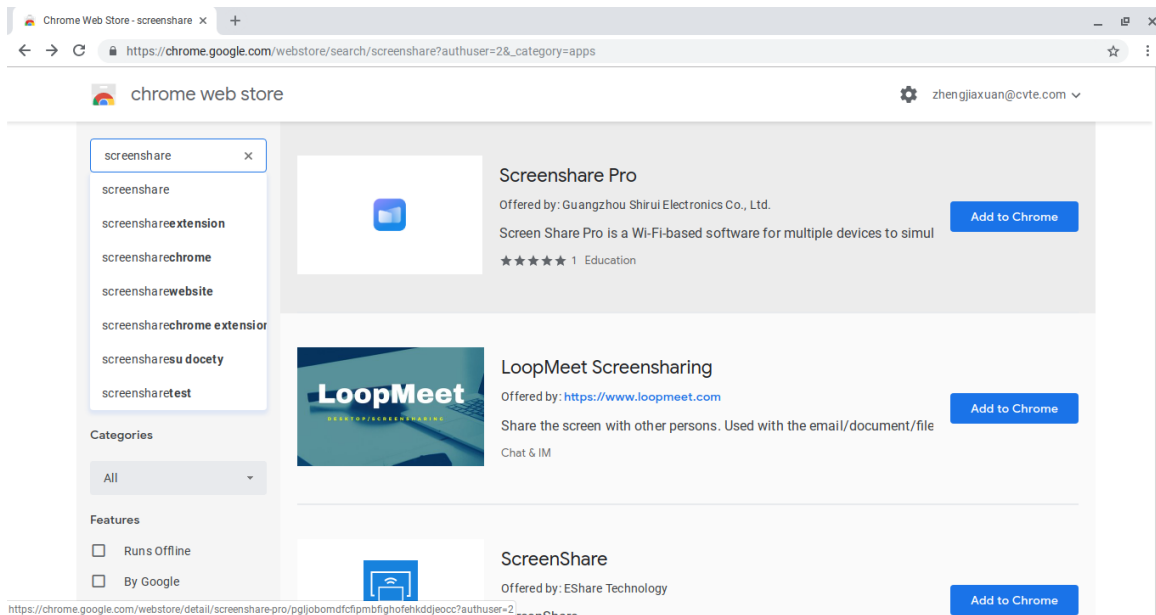 Chrome Web Store - screenshare
https://chrome.google.com/webstore/search/screenshare?authuser=2&_category=apps
chrome web store
zhengjiaxuan@cvte.com
screenshare
screenshare
screenshareextension
screensharechrome
screensharewebsite
screensharechrome extension
screensharesu docety
screensharetest
Categories
All
Features
Runs Offline
By Google
Screenshare Pro
Offered by: Guangzhou Shirui Electronics Co., Ltd.
Screen Share Pro is a Wi-Fi-based software for multiple devices to simul
1 Education
Add to Chrome
LoopMeet
DESKTOP/SCREENSHARING
LoopMeet Screensharing
Offered by: https://www.loopmeet.com
Share the screen with other persons. Used with the email/document/file
Chat & IM
Add to Chrome
ScreenShare
Offered by: EShare Technology
Add to Chrome
https://chrome.google.com/webstore/detail/screenshare-pro/pgljobomdfcfipmbfighofehkddjeocc?authuser=2